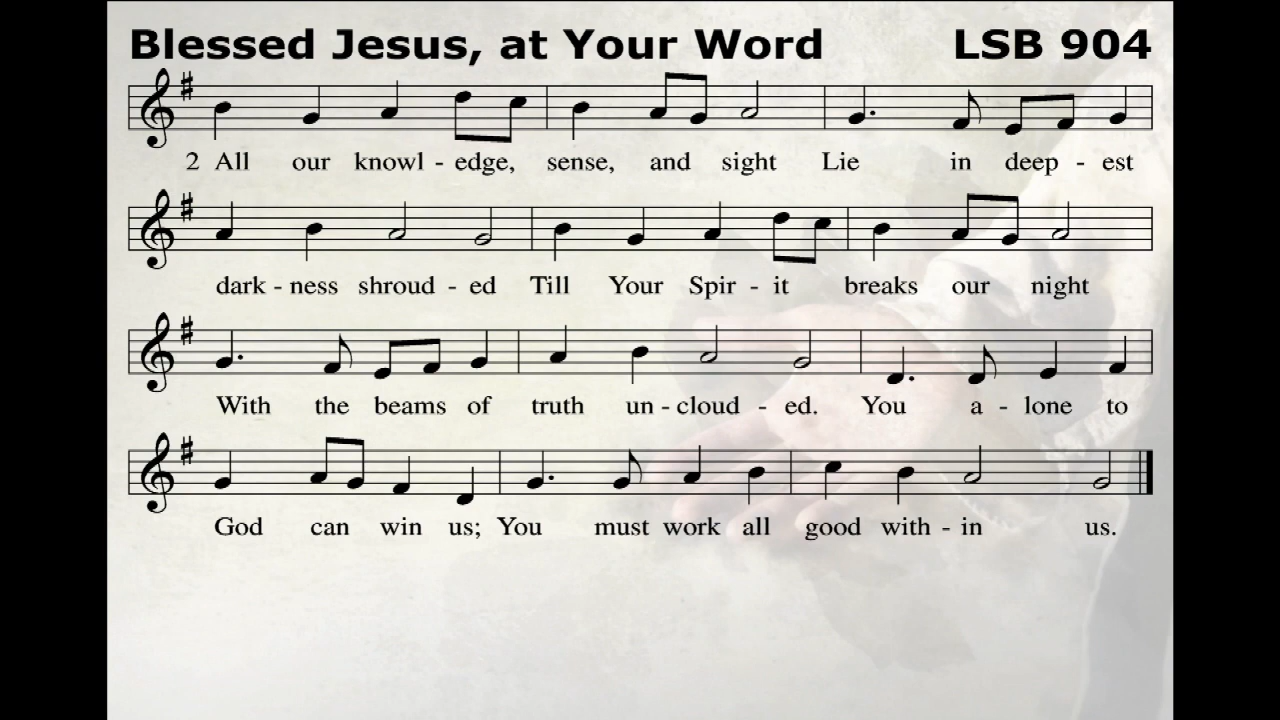 Blessed Jesus, at Your Word LSB 904
2 All our knowl - edge, sense, and sight Lie in deep - est
dark - ness shroud - ed Till Your Spir - it breaks our night
With the beams of truth un - cloud - ed. You a - lone to
God can win us; You must work all good with - in us.